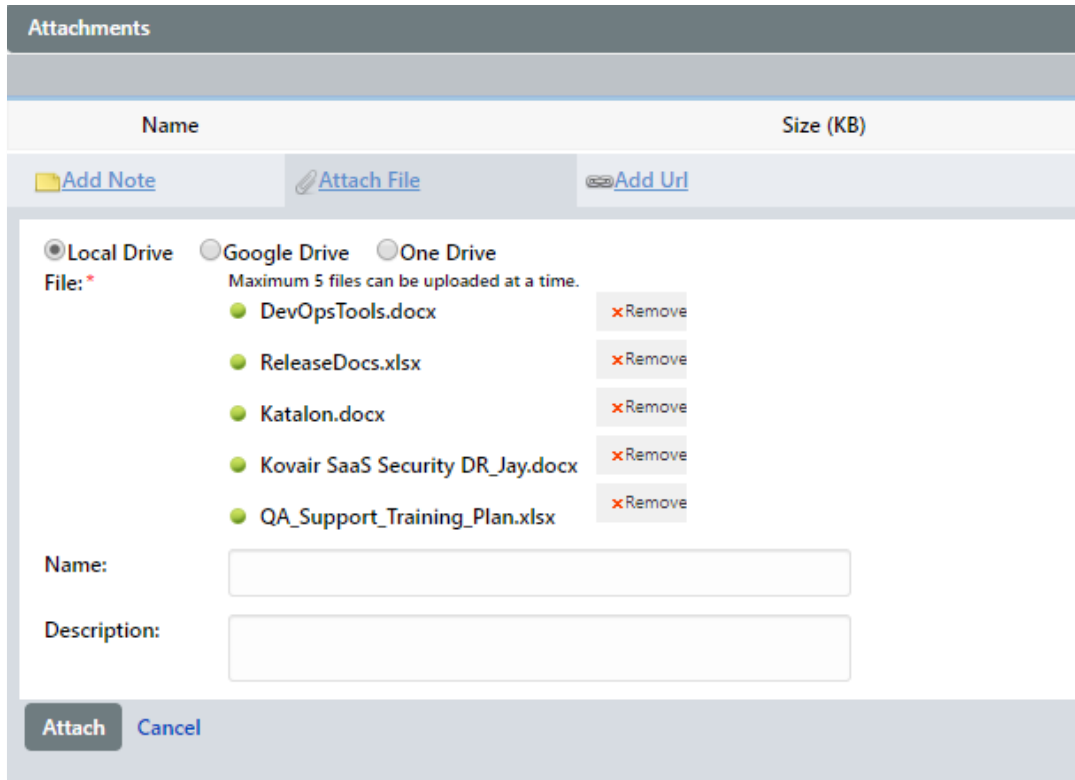 Attachments
Name Size (KB)
Add Note Attach File Add Url
Local Drive Google Drive One Drive
File:* Maximum 5 files can be uploaded at a time.
DevOpsTools.docx Remove
ReleaseDocs.xlsx Remove
Katalon.docx Remove
Kovair SaaS Security DR_Jay.docx Remove
QA_Support_Training_Plan.xlsx Remove
Name:
Description:
Attach Cancel